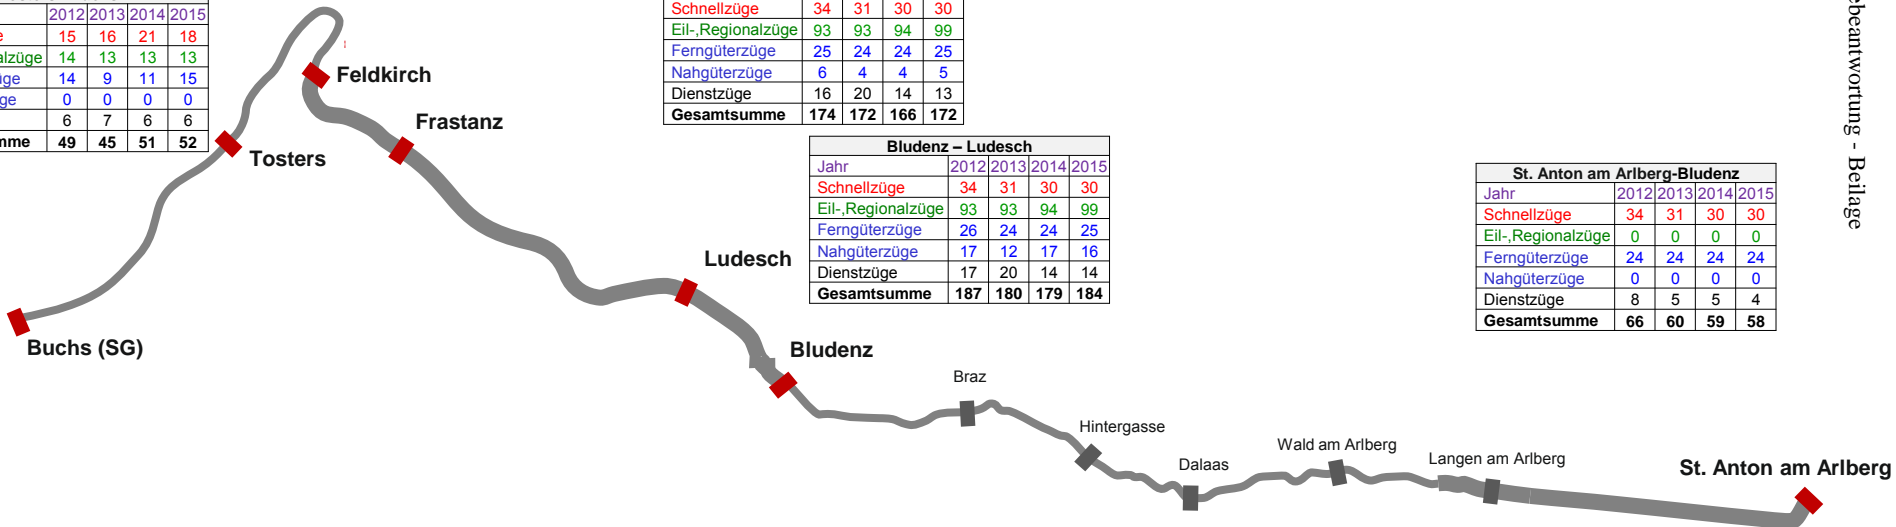 2012 2013 2014 2015
e 15 16 21 18
alzüge 14 13 13 13
ige 14 9 11 15
ge 0 0 0 0
6 7 6 6
mme 49 45 51 52
Schnellzüge 34 31 30 30
Eil-,Regionalzüge 93 93 94 99
Ferngüterzüge 25 24 24 25
Nahgüterzüge 6 4 4 5
Dienstzüge 16 20 14 13
Gesamtsumme 174 172 166 172
ebeantwortung - Beilage
Feldkirch
Frastanz
Tosters
Bludenz – Ludesch
Jahr 2012 2013 2014 2015
Schnellzüge 34 31 30 30
Eil-,Regionalzüge 93 93 94 99
Ferngüterzüge 26 24 24 25
Nahgüterzüge 17 12 17 16
Dienstzüge 17 20 14 14
Gesamtsumme 187 180 179 184
St. Anton am Arlberg-Bludenz
Jahr 2012 2013 2014 2015
Schnellzüge 34 31 30 30
Eil-,Regionalzüge 0 0 0 0
Ferngüterzüge 24 24 24 24
Nahgüterzüge 0 0 0 0
Dienstzüge 8 5 5 4
Gesamtsumme 66 60 59 58
Ludesch
Buchs (SG)
Bludenz
Braz
Hintergasse
Dalaas
Wald am Arlberg
Langen am Arlberg
St. Anton am Arlberg